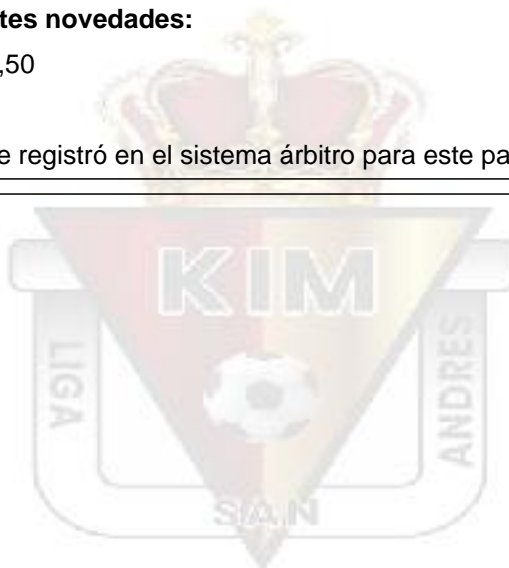 tes novedades:
,50
e registró en el sistema árbitro para este pa
KIM
LIGA
ANDRES
SAN